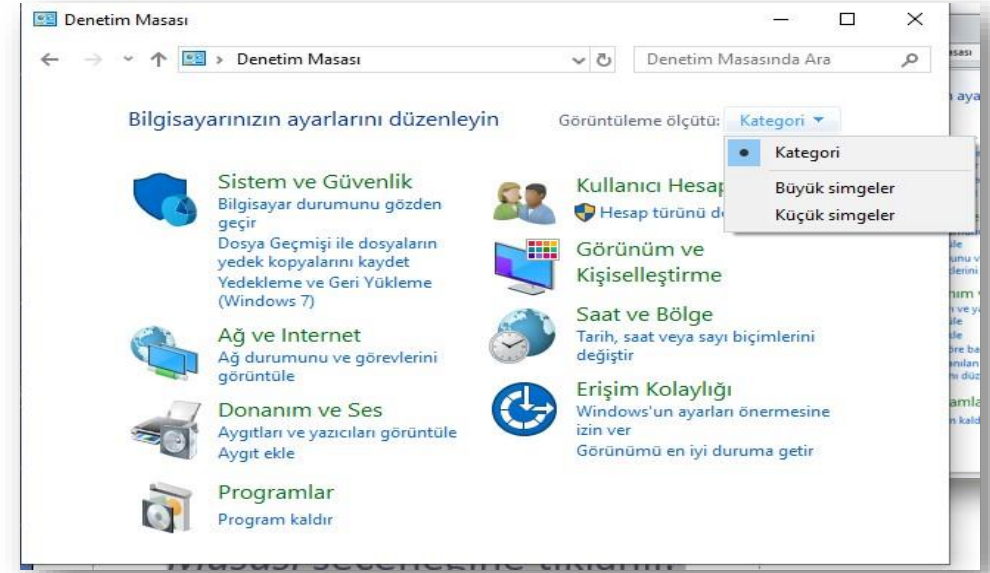 Denetim Masası
Denetim Masası
Denetim Masasında Ara
Bilgisayarınızın ayarlarını düzenleyin
Görüntüleme ölçütü: Kategori
Kategori
Büyük simgeler
Küçük simgeler
Sistem ve Güvenlik
Bilgisayar durumunu gözden
geçir
Dosya Geçmişi ile dosyaların
yedek kopyalarını kaydet
Yedekleme ve Geri Yükleme
(Windows 7)
Ağ ve Internet
Ağ durumunu ve görevlerini
görüntüle
Donanım ve Ses
Aygıtları ve yazıcıları görüntüle
Aygıt ekle
Programlar
Program kaldır
Kullanıcı Hesap
Hesap türünü d
Görünüm ve
Kişiselleştirme
Saat ve Bölge
Tarih, saat veya sayı biçimlerini
değiştir
Erişim Kolaylığı
Windows'un ayarları önermesine
izin ver
Görünümü en iyi duruma getir